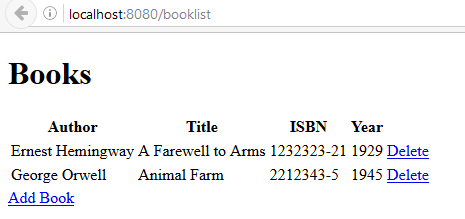 localhost:8080/booklist
Books
Author Title ISBN Year
Ernest Hemingway A Farewell to Arms 1232323-21 1929 Delete
George Orwell Animal Farm 2212343-5 1945 Delete
Add Book